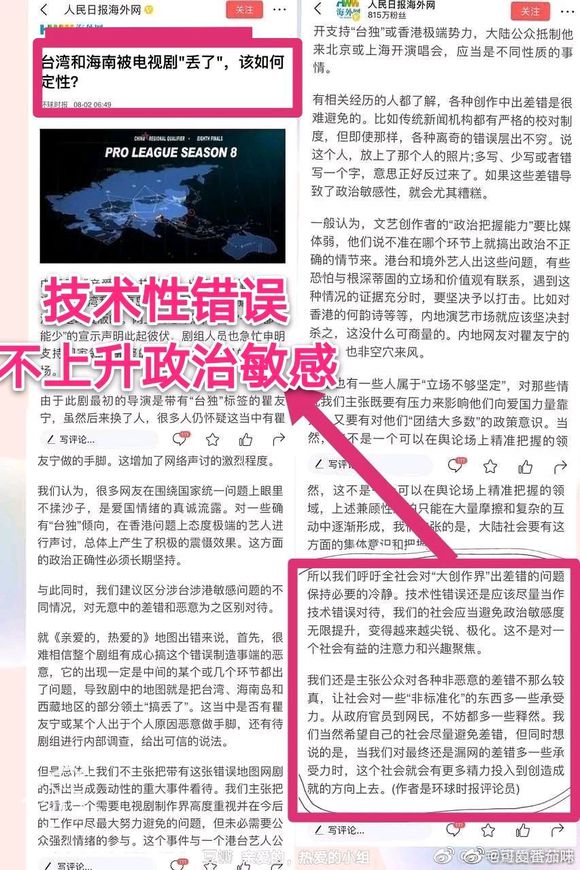 人民日报海外网
关注
台湾和海南被电视剧"丢了"，该如何
定性？
环球时报 08-02 06:49
CHINA REGIONAL QUALIFIER - EIGHTH FINALS
PRO LEAGUE SEASON 8
技术性错误
不上升政治敏感
能少”的宣示声明此起彼伏，剧组人员也急忙申明
由于此剧最初的导演是带有“台独”标签的瞿友
宁，虽然后来换了人，很多人仍怀疑这当中有瞿
写评论...
友宁做的手脚。这增加了网络声讨的激烈程度。
我们认为，很多网友在围绕国家统一问题上眼里
不揉沙子，是爱国情绪的真诚流露。对一些确
有“台独”倾向，在香港问题上态度极端的艺人进
行声讨，总体上产生了积极的震慑效果。这方面
的政治正确性必须长期坚持。
与此同时，我们建议区分涉台涉港敏感问题的不
同情况，对无意中的差错和恶意为之区别对待。
就《亲爱的，热爱的》地图出错来说，首先，很
难相信整个剧组有成心搞这个错误制造事端的恶
意，它的出现一定是中间的某个或几个环节都出
了问题，导致剧中的地图就是把台湾、海南岛和
西藏地区的部分领土“搞丢了”。这当中是否有瞿
友宁或某个人出于个人原因恶意做手脚，还有待
剧组进行内部调查，给出可信的说法。
但是总体上我们不主张把带有这张错误地图网剧
的播出当成轰动性的重大事件看待。我们主张把
它看成一个需要电视剧制作界高度重视并在今后
的工作中尽最大努力避免的问题，但未必需要公
众强烈情绪的参与。这个事件与一个港台艺人公
写评论...
豆瓣 亲爱的，热爱的小组
人民日报海外网
815万粉丝
关注
开支持“台独”或香港极端势力，大陆公众抵制他
来北京或上海开演唱会，应当是不同性质的事
情。
有相关经历的人都了解，各种创作中出差错是很
难避免的。比如传统新闻机构都有严格的校对制
度，但即使那样，各种离奇的错误层出不穷。说
这个人，放上了那个人的照片；多写、少写或者错
写一个字，意思正好反过来了。如果这些差错导
致了政治敏感性，就会尤其糟糕。
一般认为，文艺创作者的“政治把握能力”要比媒
体弱，他们说不准在哪个环节上就搞出政治不正
确的情节来。港台和境外艺人出这些问题，有些
恐怕与根深蒂固的立场和价值观有联系，遇到这
种情况的证据充分时，要坚决予以打击。比如对
香港的何韵诗等等，内地演艺市场就应该坚决封
杀之，这没什么可商量的。内地网友对瞿友宁的
也非空穴来风。
也有一些人属于“立场不够坚定”，对那些情
我们主张既要有压力来影响他们向爱国力量靠
又要有对他们“团结大多数”的政策意识。当
然，这不是一个可以在舆论场上精准把握的领
写评论...
然，这不是一个可以在舆论场上精准把握的领
域，上述兼顾性的只能在大量摩擦和复杂的互
动中逐渐形成，我们主张的是，大陆社会要有这
方面的集体意识和把
所以我们呼吁全社会对“大创作界”出差错的问题
保持必要的冷静。技术性错误还是应该尽量当作
技术错误对待，我们的社会应当避免政治敏感度
无限提升，变得越来越尖锐、极化。这不是对一
个社会有益的注意力和兴趣聚焦。
我们还是主张公众对各种非恶意的差错不那么较
真，让社会对一些“非标准化”的东西多一些承受
力。从政府官员到网民，不妨都多一些释然。我
们当然希望自己的社会尽量避免差错，但同时想
说的是，当我们对最终还是漏网的差错多一些承
受力时，这个社会就会有更多精力投入到创造成
就的方向上去。(作者是环球时报评论员)
写评论...
@可爱番茄咪